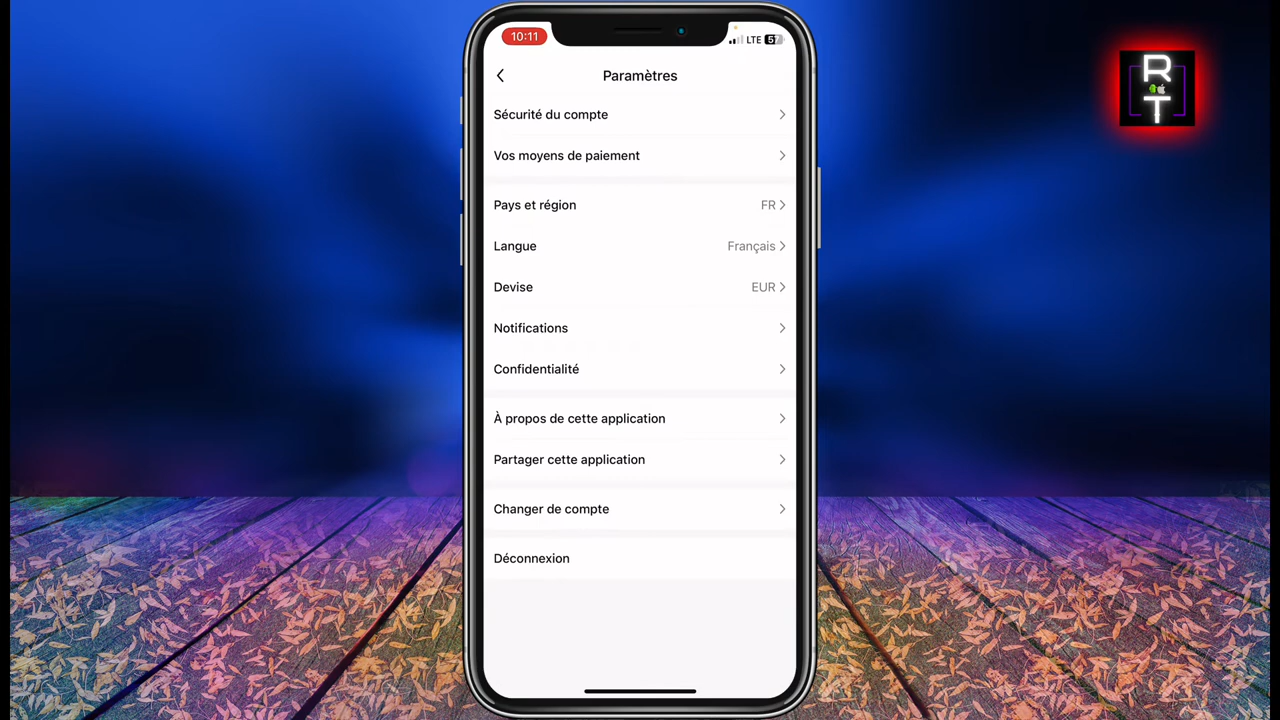 10:11
LTE 57
Paramètres
Sécurité du compte
Vos moyens de paiement
Pays et région FR
Langue Français
Devise EUR
Notifications
Confidentialité
À propos de cette application
Partager cette application
Changer de compte
Déconnexion
R
T